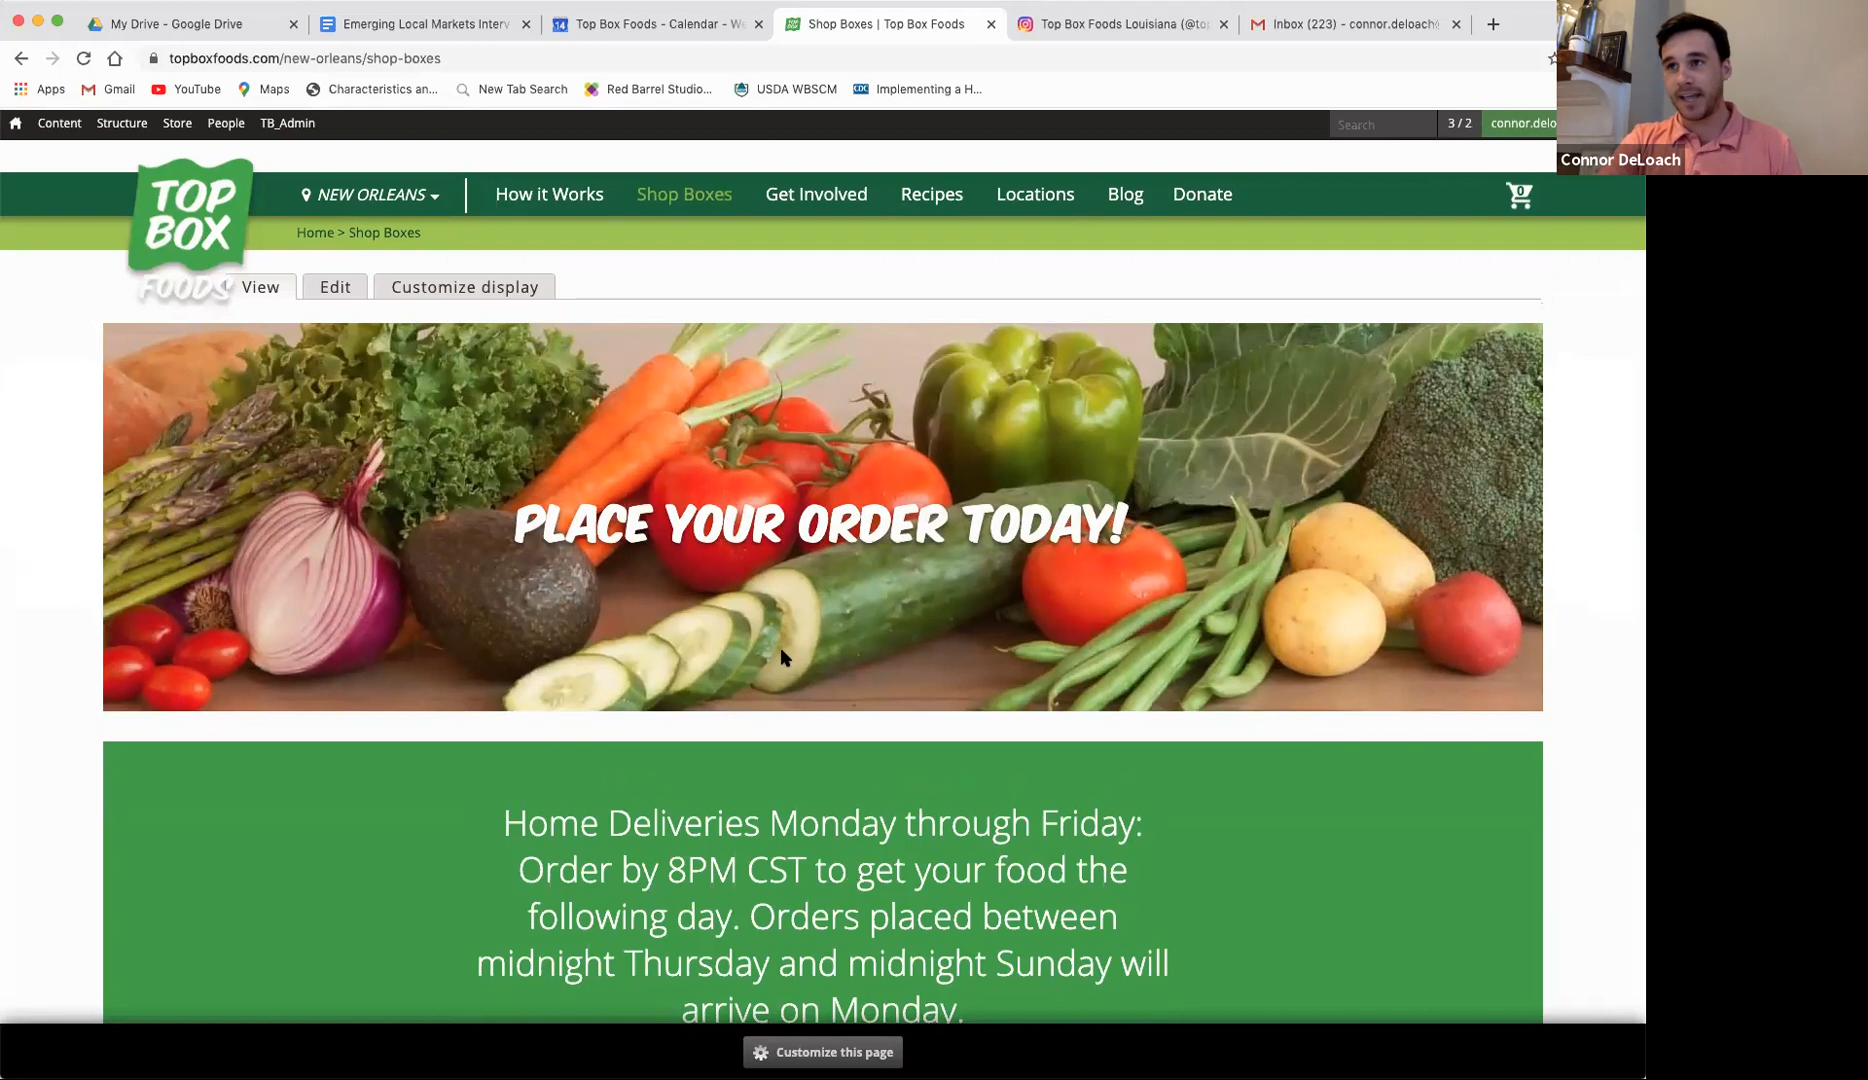 My Drive - Google Drive
Emerging Local Markets Interv
Top Box Foods - Calendar - We
Shop Boxes | Top Box Foods
Top Box Foods Louisiana (@to
Inbox (223) - connor.deloach
topboxfoods.com/new-orleans/shop-boxes
Apps
Gmail
YouTube
Maps
Characteristics an...
New Tab Search
Red Barrel Studio...
USDA WBSCM
CDC
Implementing a H...
Content
Structure
Store
People
TB_Admin
Search
3 / 2
connor.delo
Connor DeLoach
TOP
BOX
FOODS
NEW ORLEANS
How it Works
Shop Boxes
Get Involved
Recipes
Locations
Blog
Donate
0
Home > Shop Boxes
View
Edit
Customize display
PLACE YOUR ORDER TODAY!
Home Deliveries Monday through Friday:
Order by 8PM CST to get your food the
following day. Orders placed between
midnight Thursday and midnight Sunday will
arrive on Monday.
Customize this page